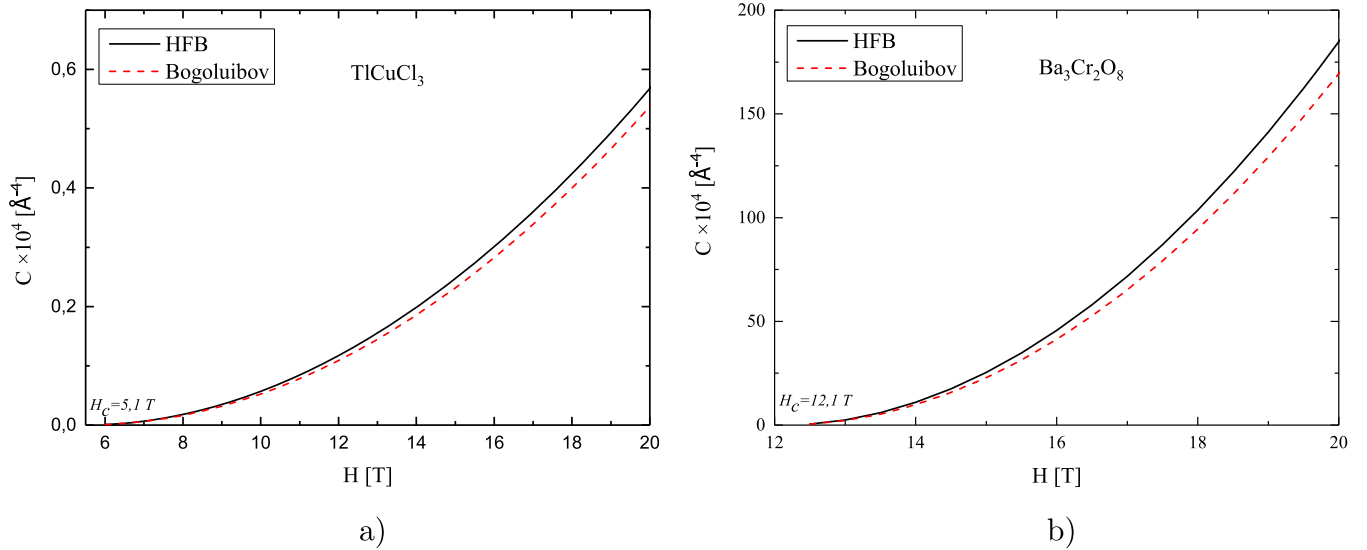 HFB
Bogoluibov
TlCuCl₃
0,6
0,4
0,2
0,0
C ×10⁴ [Å⁻⁴]
H_C=5,1 T
6 8 10 12 14 16 18 20
H [T]
a)
HFB
Bogoluibov
Ba₃Cr₂O₈
200
150
100
50
0
C ×10⁴ [Å⁻⁴]
H_C=12,1 T
12 14 16 18 20
H [T]
b)